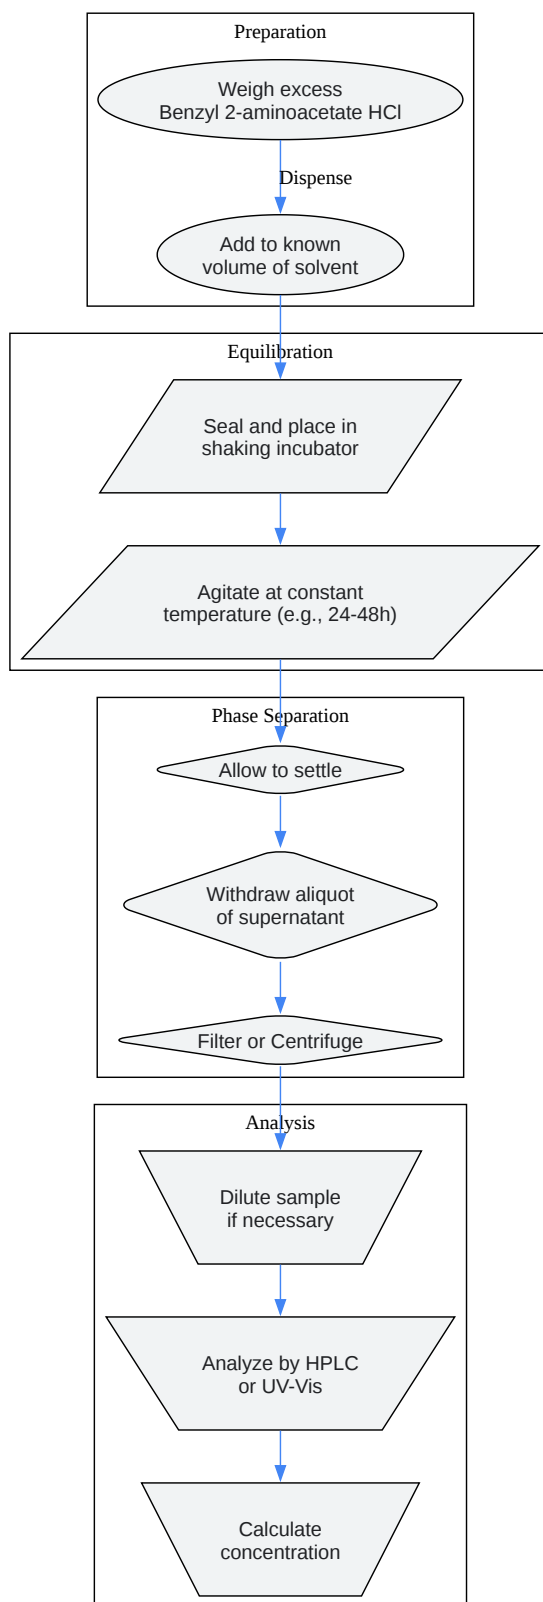 Preparation
Weigh excess
Benzyl 2-aminoacetate HCl
Dispense
Add to known
volume of solvent
Equilibration
Seal and place in
shaking incubator
Agitate at constant
temperature (e.g., 24-48h)
Phase Separation
Allow to settle
Withdraw aliquot
of supernatant
Filter or Centrifuge
Analysis
Dilute sample
if necessary
Analyze by HPLC
or UV-Vis
Calculate
concentration